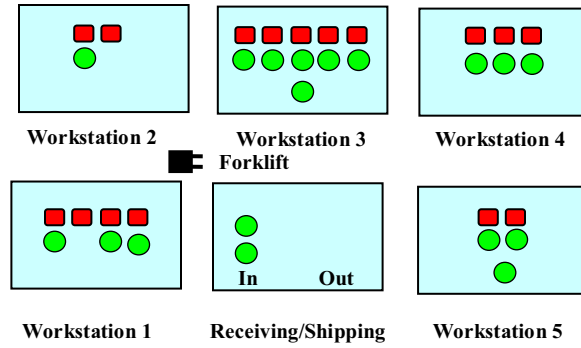 Workstation 2
Workstation 3
Workstation 4
Forklift
In
Out
Workstation 1
Receiving/Shipping
Workstation 5